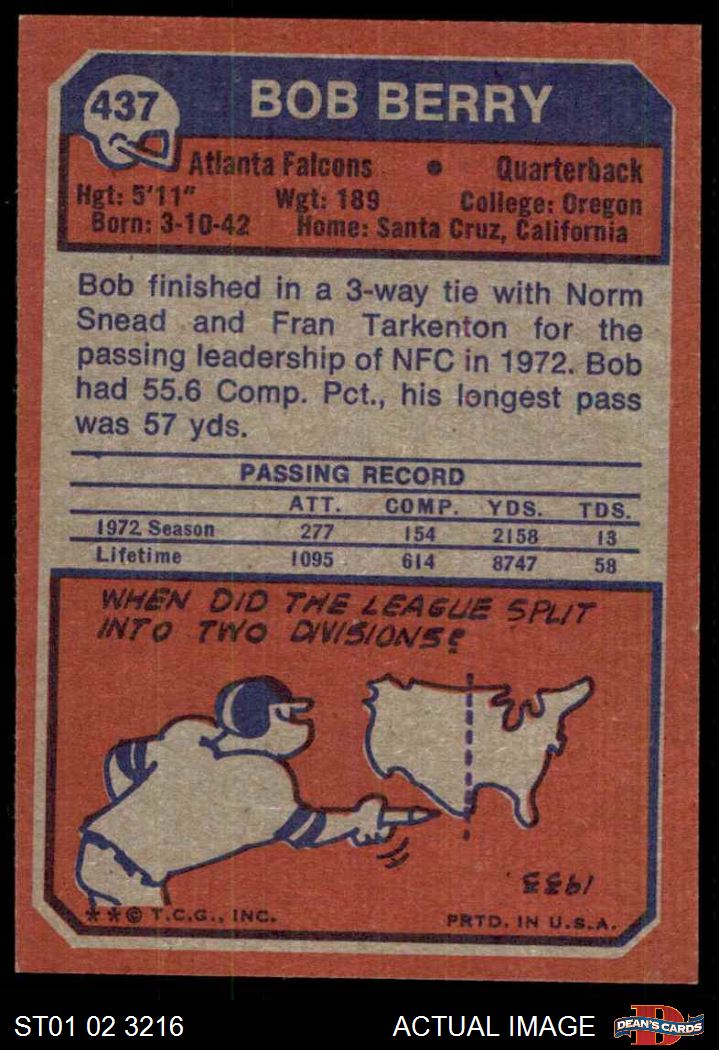 437
BOB BERRY
Atlanta Falcons • Quarterback
Hgt: 5'11" Wgt: 189 College: Oregon
Born: 3-10-42 Home: Santa Cruz, California
Bob finished in a 3-way tie with Norm
Snead and Fran Tarkenton for the
passing leadership of NFC in 1972. Bob
had 55.6 Comp. Pct., his longest pass
was 57 yds.
PASSING RECORD
ATT. COMP. YDS. TDS.
1972 Season 277 154 2158 13
Lifetime 1095 614 8747 58
WHEN DID THE LEAGUE SPLIT
INTO TWO DIVISIONS?
1933
**© T.C.G., INC. PRTD. IN U.S.A.
ST01 02 3216 ACTUAL IMAGE D DEAN'S CARDS